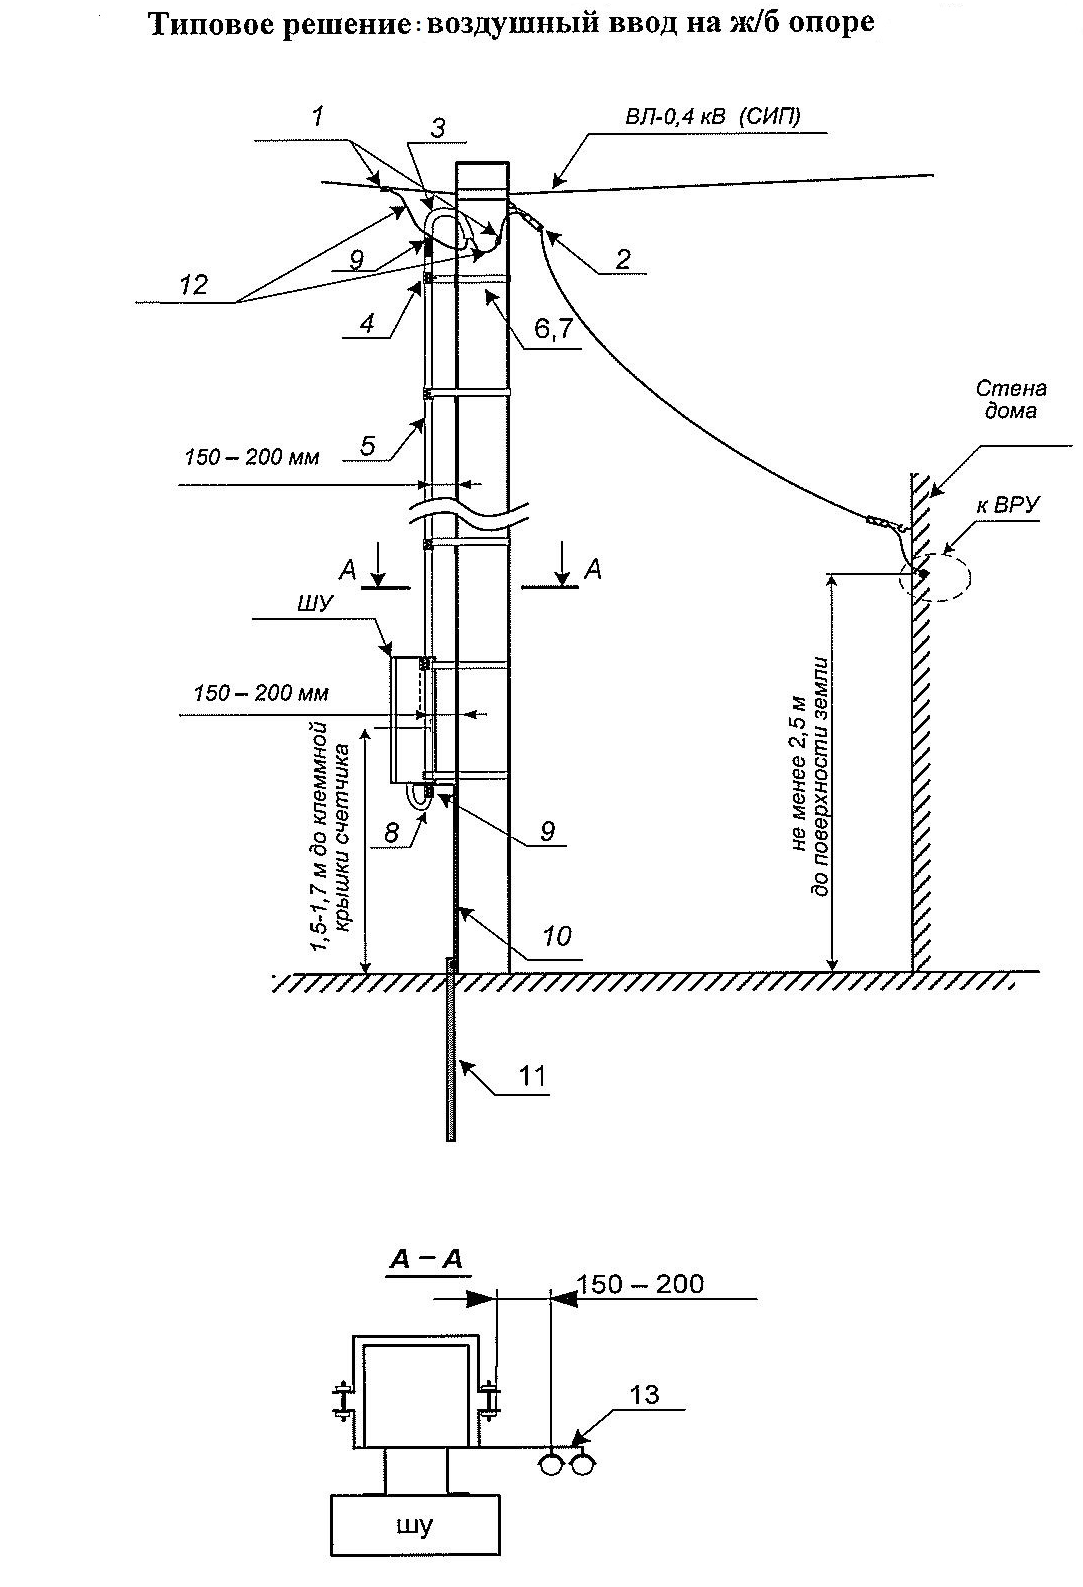 Типовое решение: воздушный ввод на ж/б опоре
1
3
ВЛ-0,4 кВ (СИП)
9
2
12
4
6,7
Стена
дома
5
150 – 200 мм
к ВРУ
А
А
ШУ
150 – 200 мм
1,5-1,7 м до клеммной
крышки счетчика
не менее 2,5 м
до поверхности земли
8
9
10
11
А – А
150 – 200
13
шу